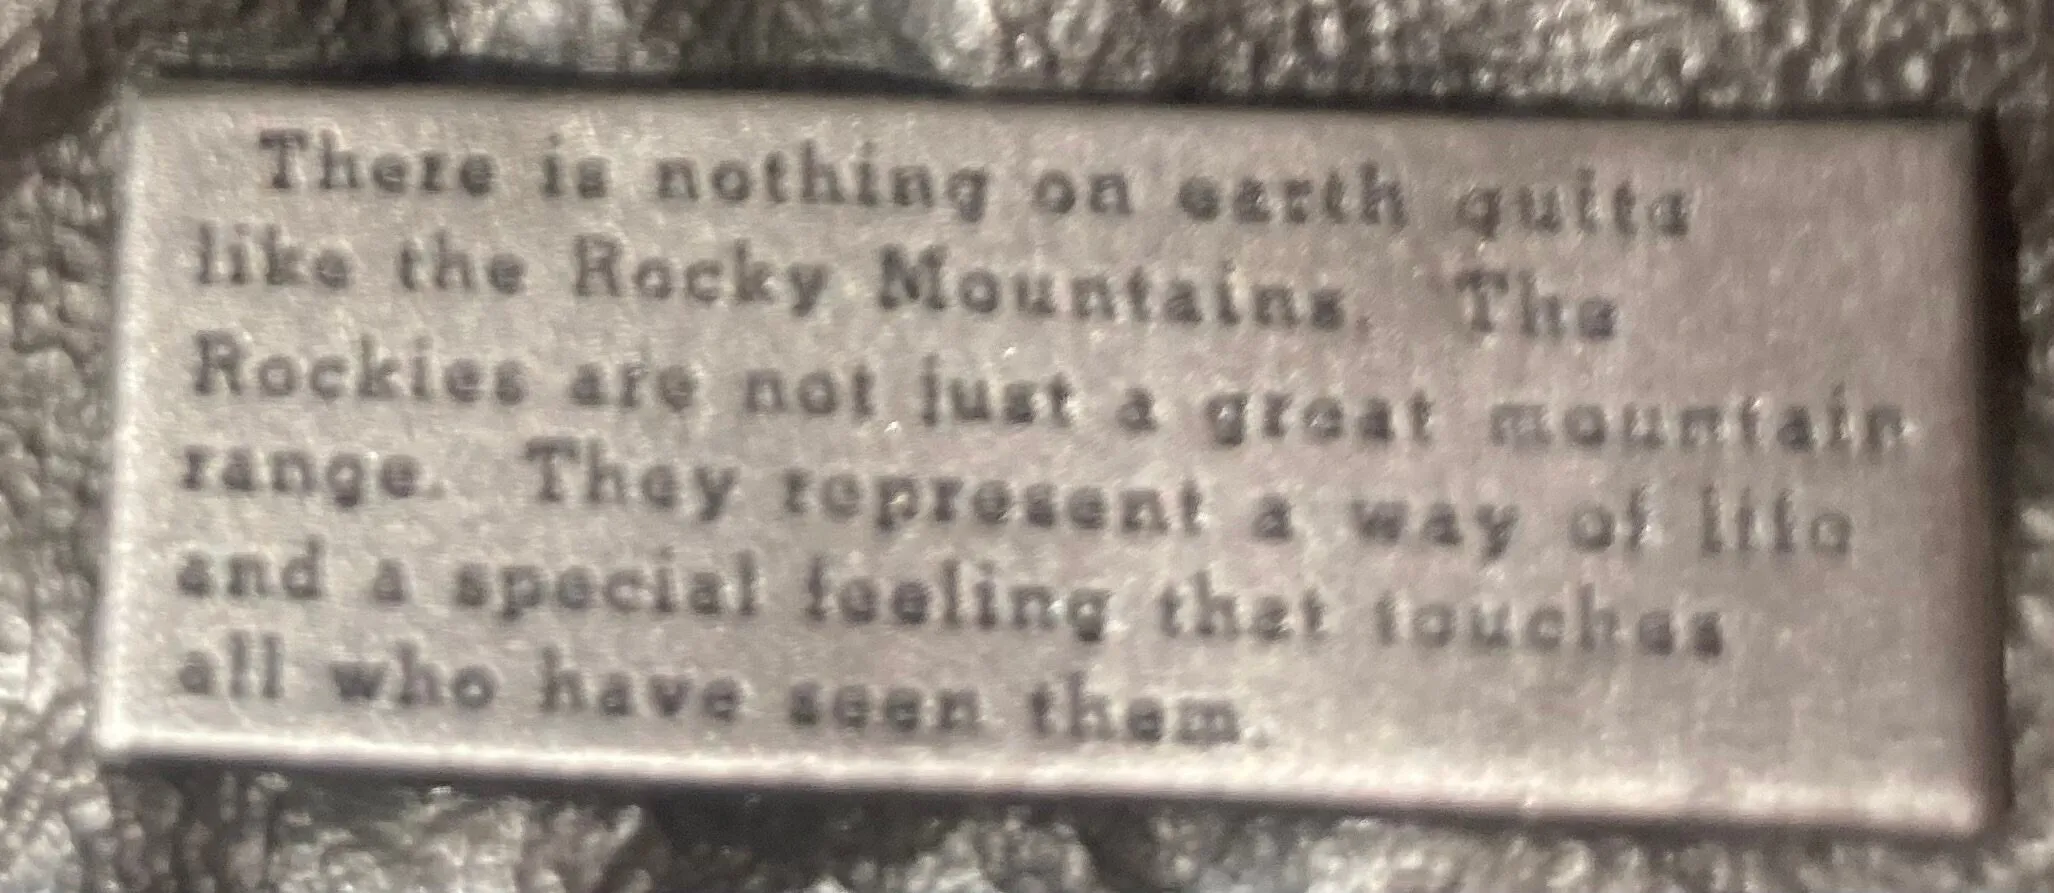 There is nothing on earth quite
like the Rocky Mountains. The
Rockies are not just a great mountain
range. They represent a way of life
and a special feeling that touches
all who have seen them.